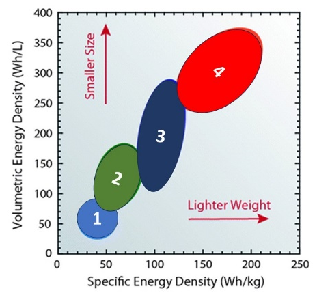 400
350
300
250
200
150
100
50
0
Volumetric Energy Density (Wh/L)
Smaller Size
4
3
2
1
Lighter Weight
0 50 100 150 200 250
Specific Energy Density (Wh/kg)